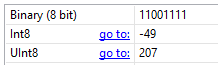 Binary (8 bit) 11001111
Int8 go to: -49
UInt8 go to: 207